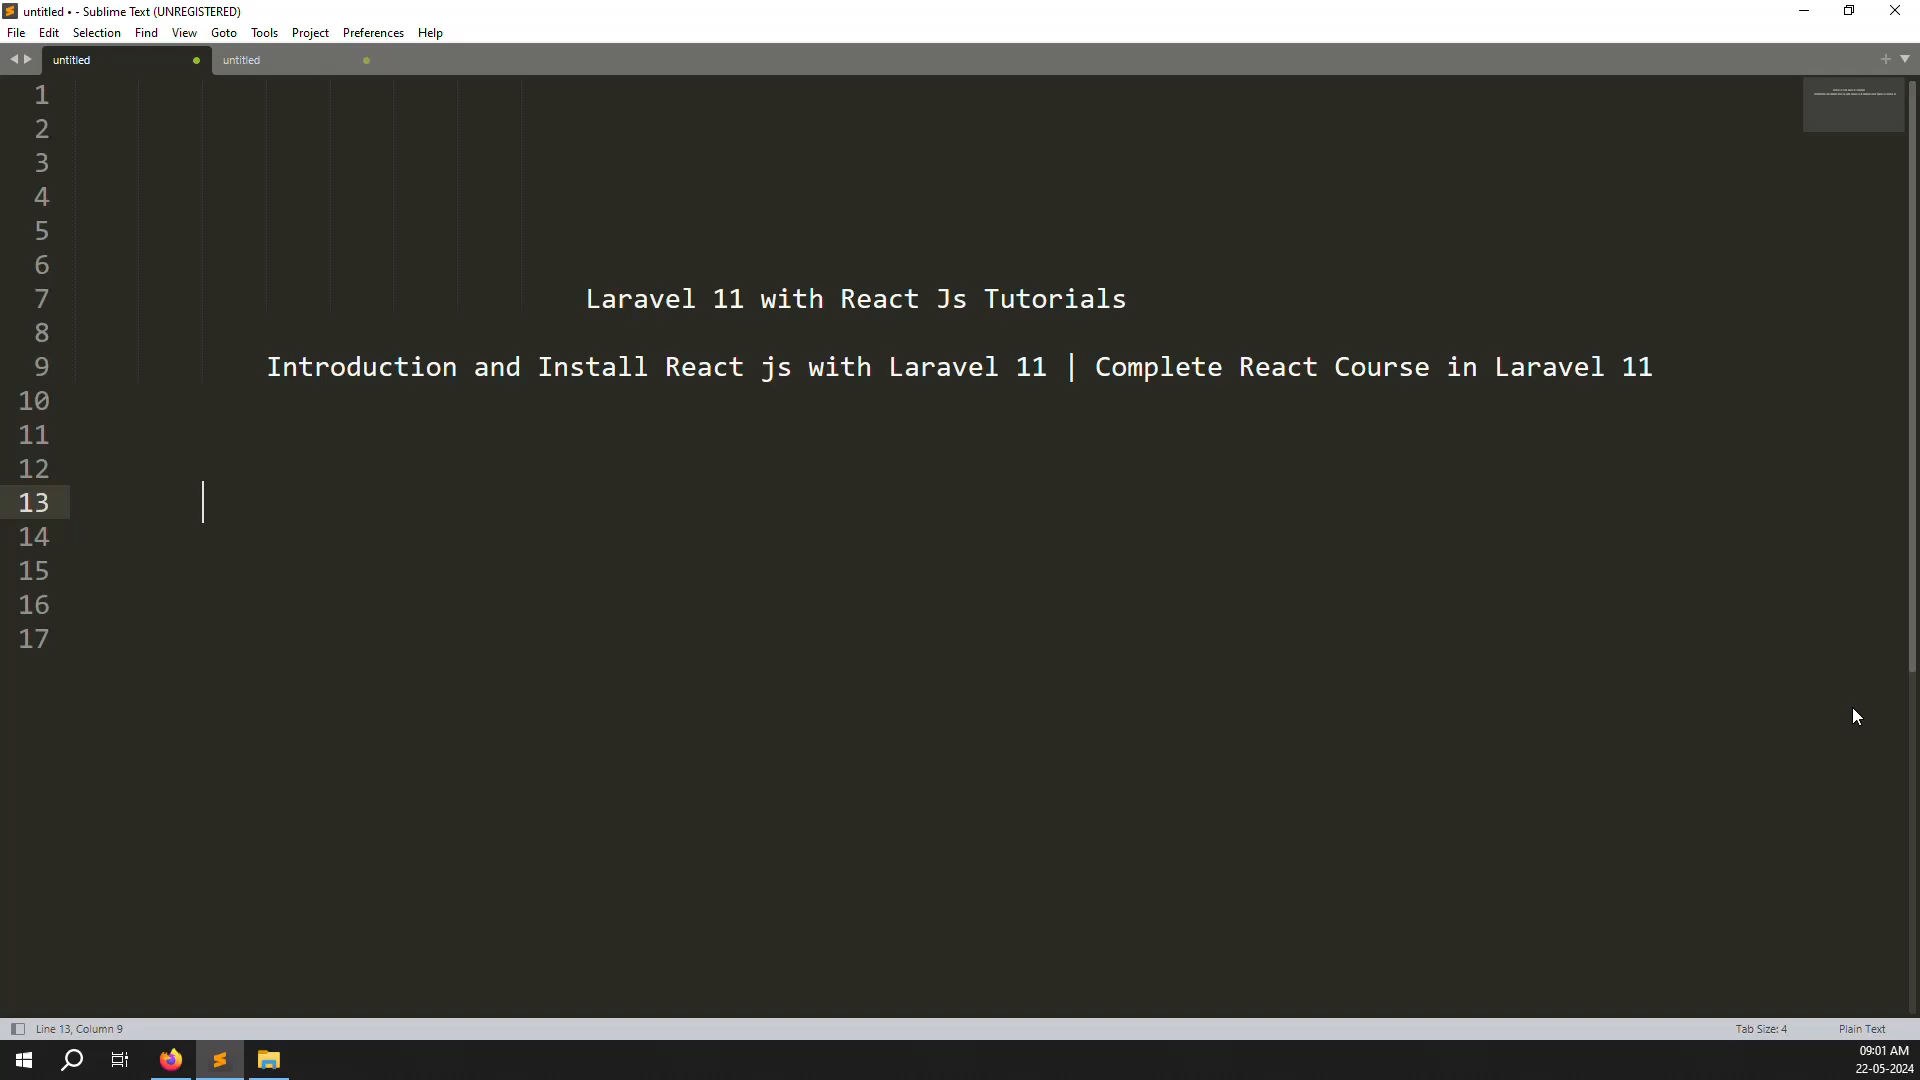 untitled • - Sublime Text (UNREGISTERED)
File Edit Selection Find View Goto Tools Project Preferences Help
untitled untitled
1
2
3
4
5
6
7 Laravel 11 with React Js Tutorials
8
9 Introduction and Install React js with Laravel 11 | Complete React Course in Laravel 11
10
11
12
13
14
15
16
17
Line 13, Column 9 Tab Size: 4 Plain Text
09:01 AM
22-05-2024